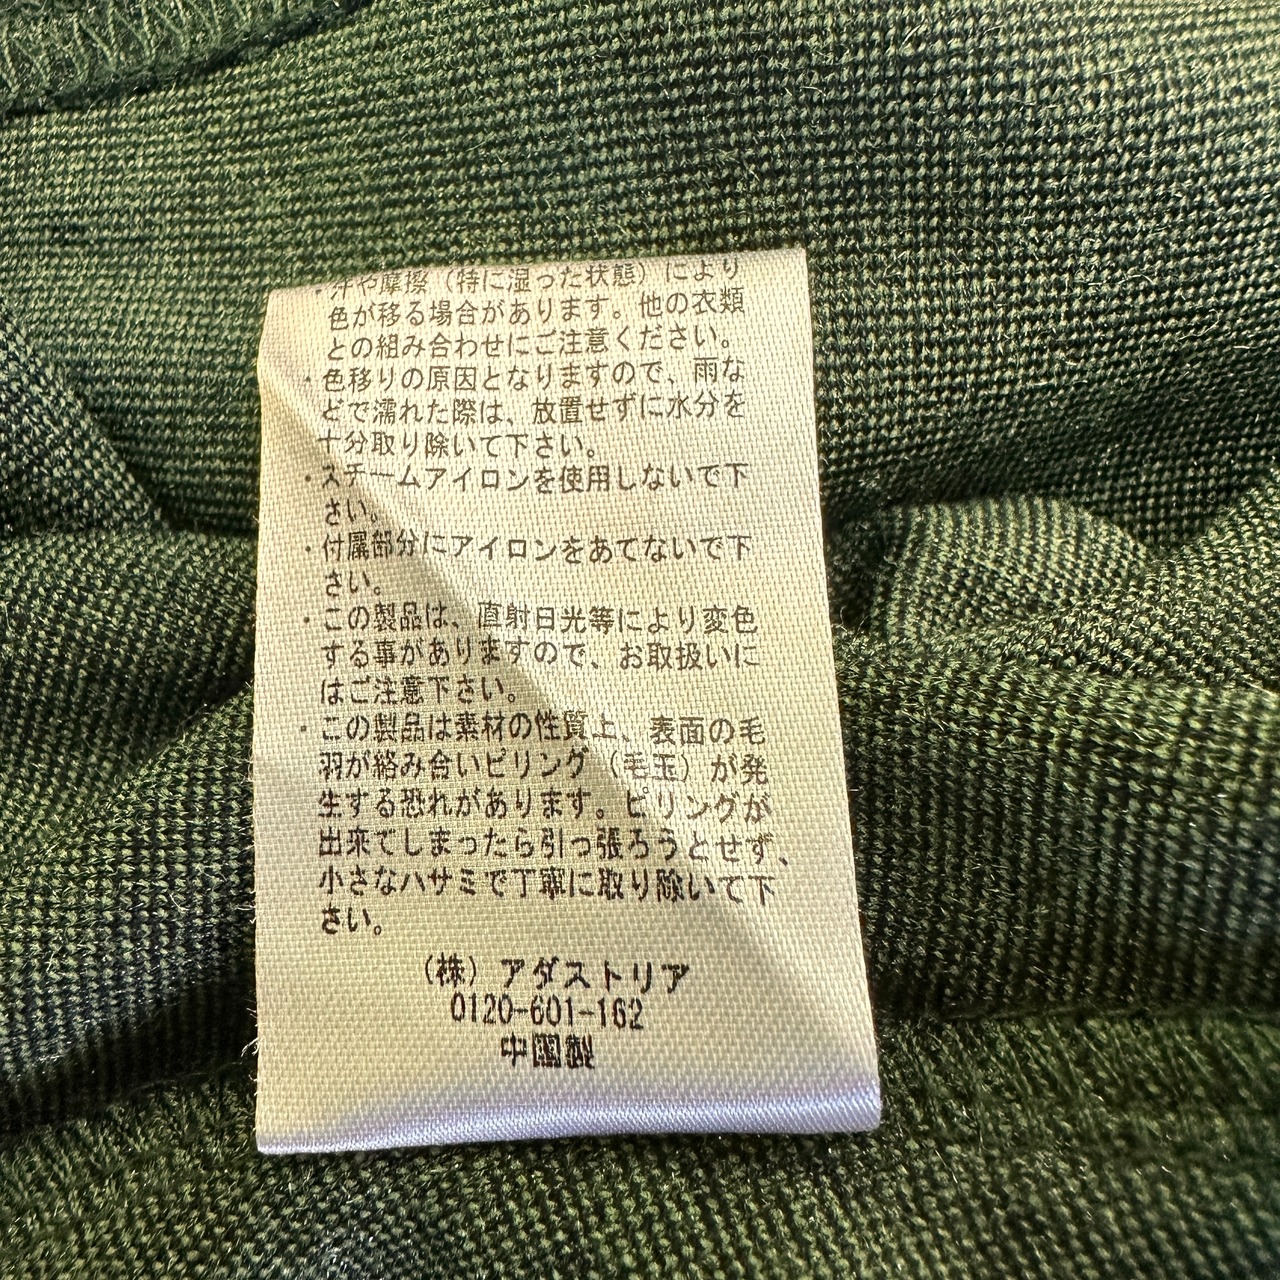 ・汗や摩擦（特に湿った状態）により
色が移る場合があります。他の衣類
との組み合わせにご注意ください。
・色移りの原因となりますので、雨な
どで濡れた際は、放置せずに水分を
十分取り除いて下さい。
・スチームアイロンを使用しないで下
さい。
・付属部分にアイロンをあてないで下
さい。
・この製品は、直射日光等により変色
する事がありますので、お取扱いに
はご注意下さい。
・この製品は素材の性質上、表面の毛
羽が絡み合いピリング（毛玉）が発
生する恐れがあります。ピリングが
出来てしまったら引っ張ろうとせず、
小さなハサミで丁寧に取り除いて下
さい。
（株）アダストリア
0120-601-162
中国製